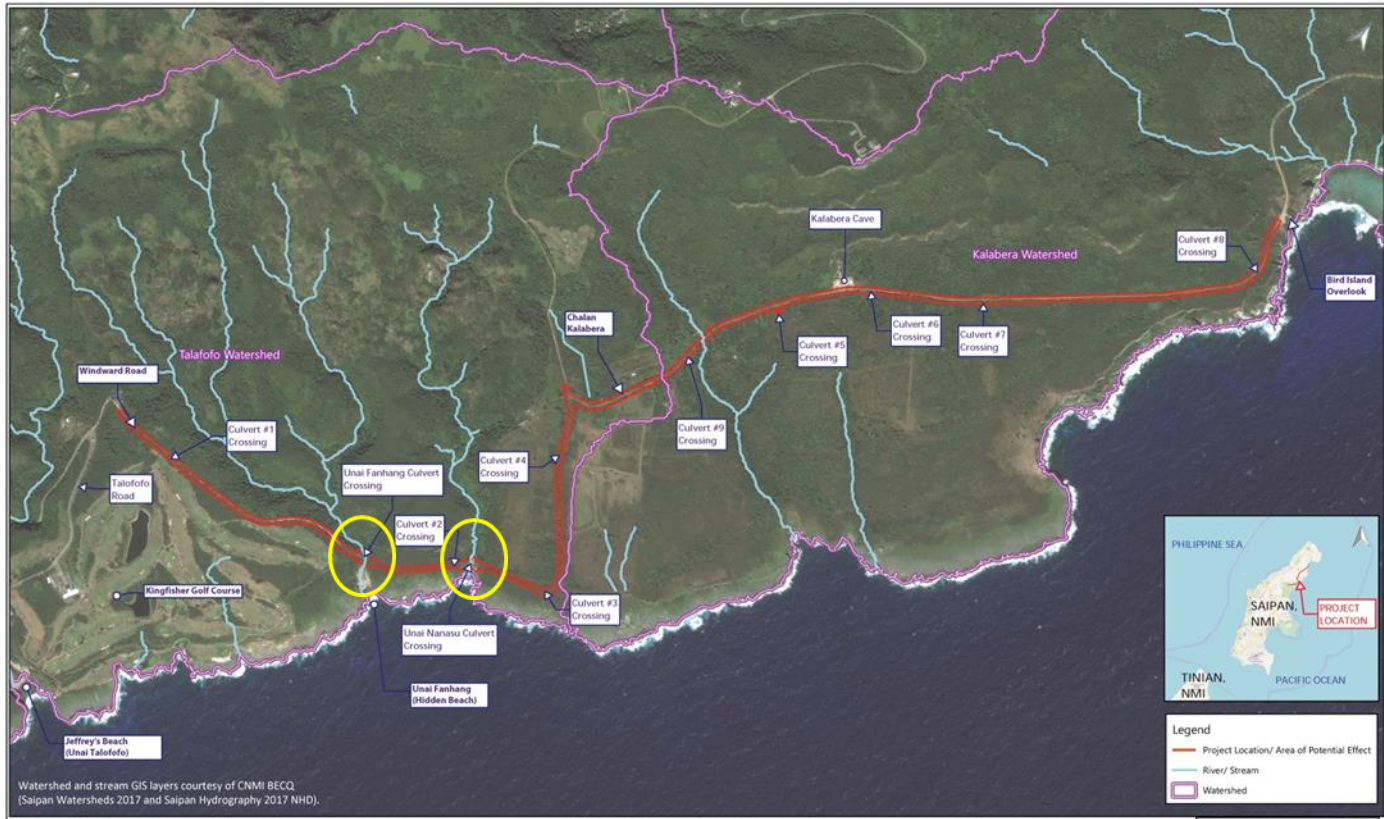 Kalabera Cave
Kalabera Watershed
Culvert #8
Crossing
Bird Island
Overlook
Culvert #5
Crossing
Culvert #6
Crossing
Culvert #7
Crossing
Chalan
Kalabera
Talafofo Watershed
Windward Road
Culvert #1
Crossing
Culvert #9
Crossing
Culvert #4
Crossing
Unai Fanhang Culvert
Crossing
Talofofo
Road
Culvert #2
Crossing
Kingfisher Golf Course
Culvert #3
Crossing
Unai Nanasu Culvert
Crossing
Unai Fanhang
(Hidden Beach)
Jeffrey's Beach
(Unai Talofofo)
Watershed and stream GIS layers courtesy of CNMI BECQ
(Saipan Watersheds 2017 and Saipan Hydrography 2017 NHD).
PHILIPPINE SEA
SAIPAN,
NMI
PROJECT
LOCATION
TINIAN,
NMI
PACIFIC OCEAN
Legend
Project Location/ Area of Potential Effect
River/ Stream
Watershed